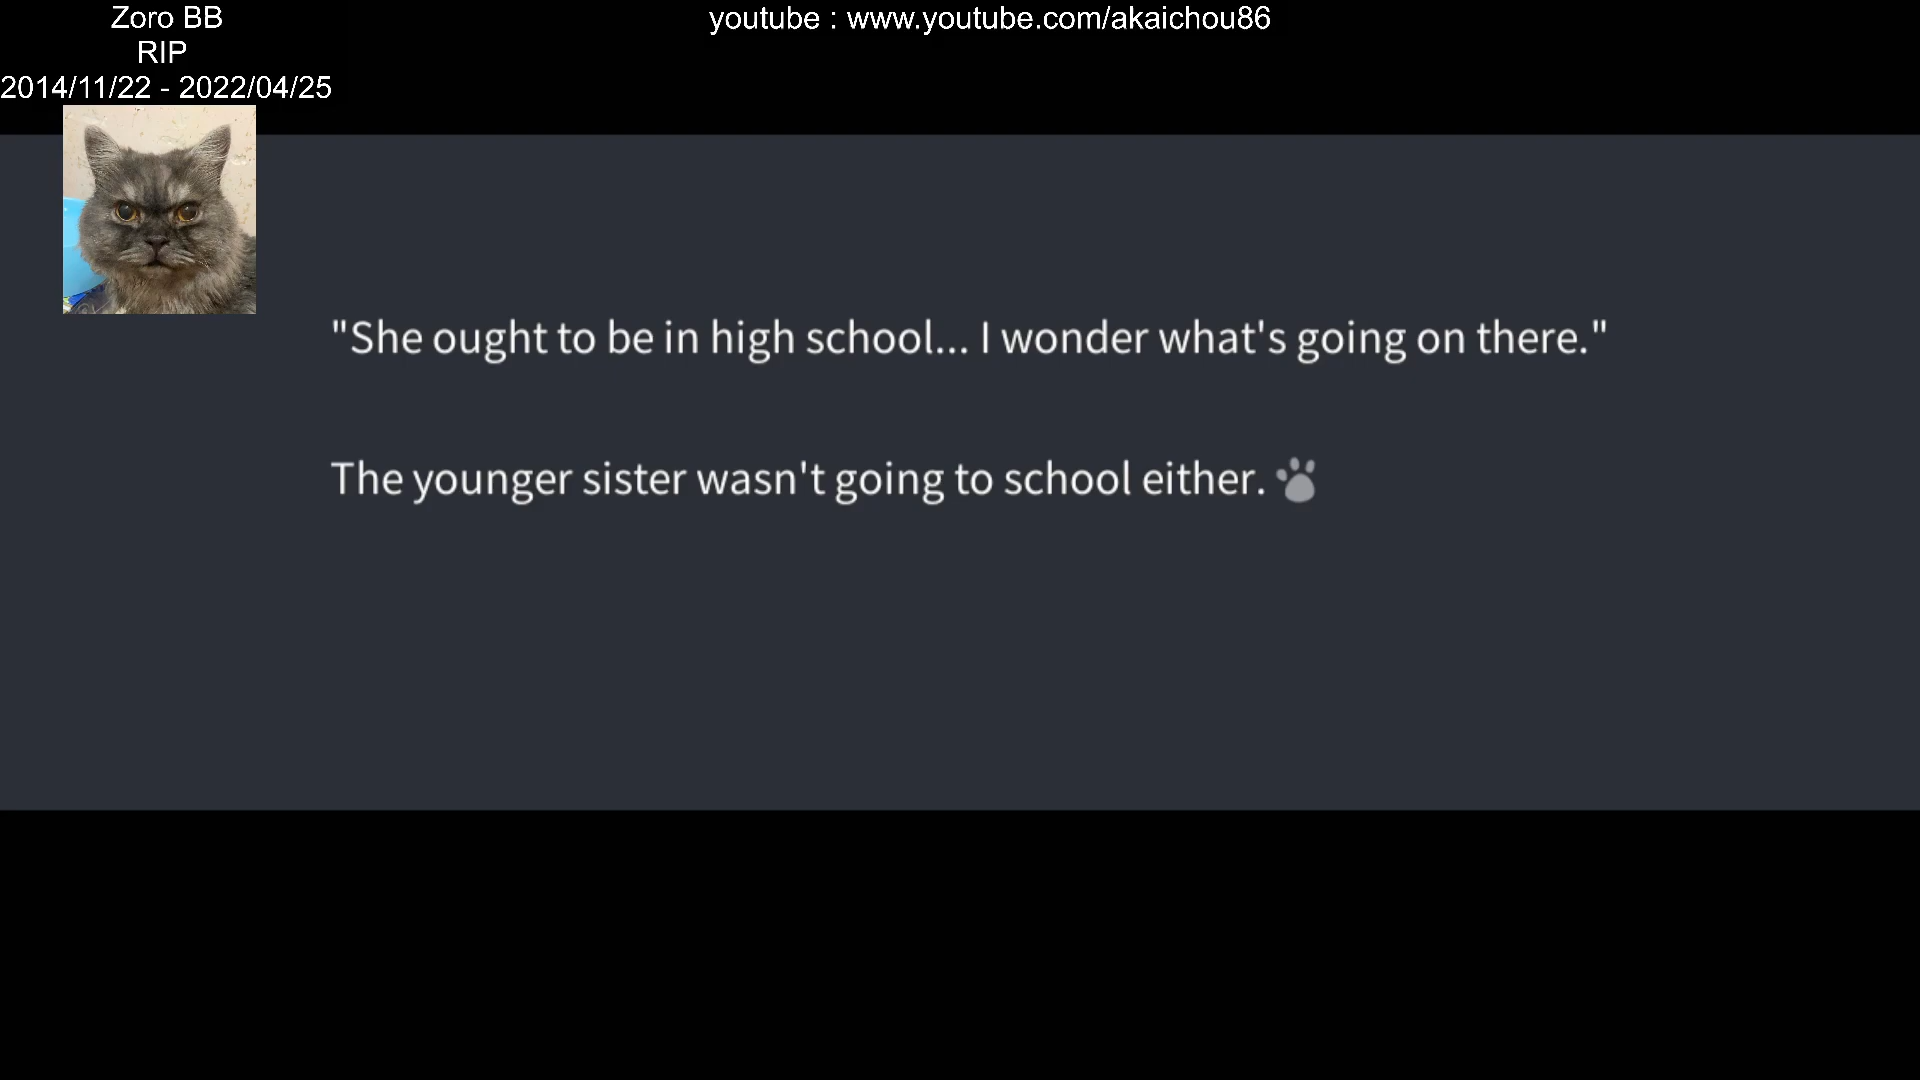 Zoro BB
RIP
2014/11/22 - 2022/04/25
youtube : www.youtube.com/akaichou86
"She ought to be in high school... I wonder what's going on there."
The younger sister wasn't going to school either.